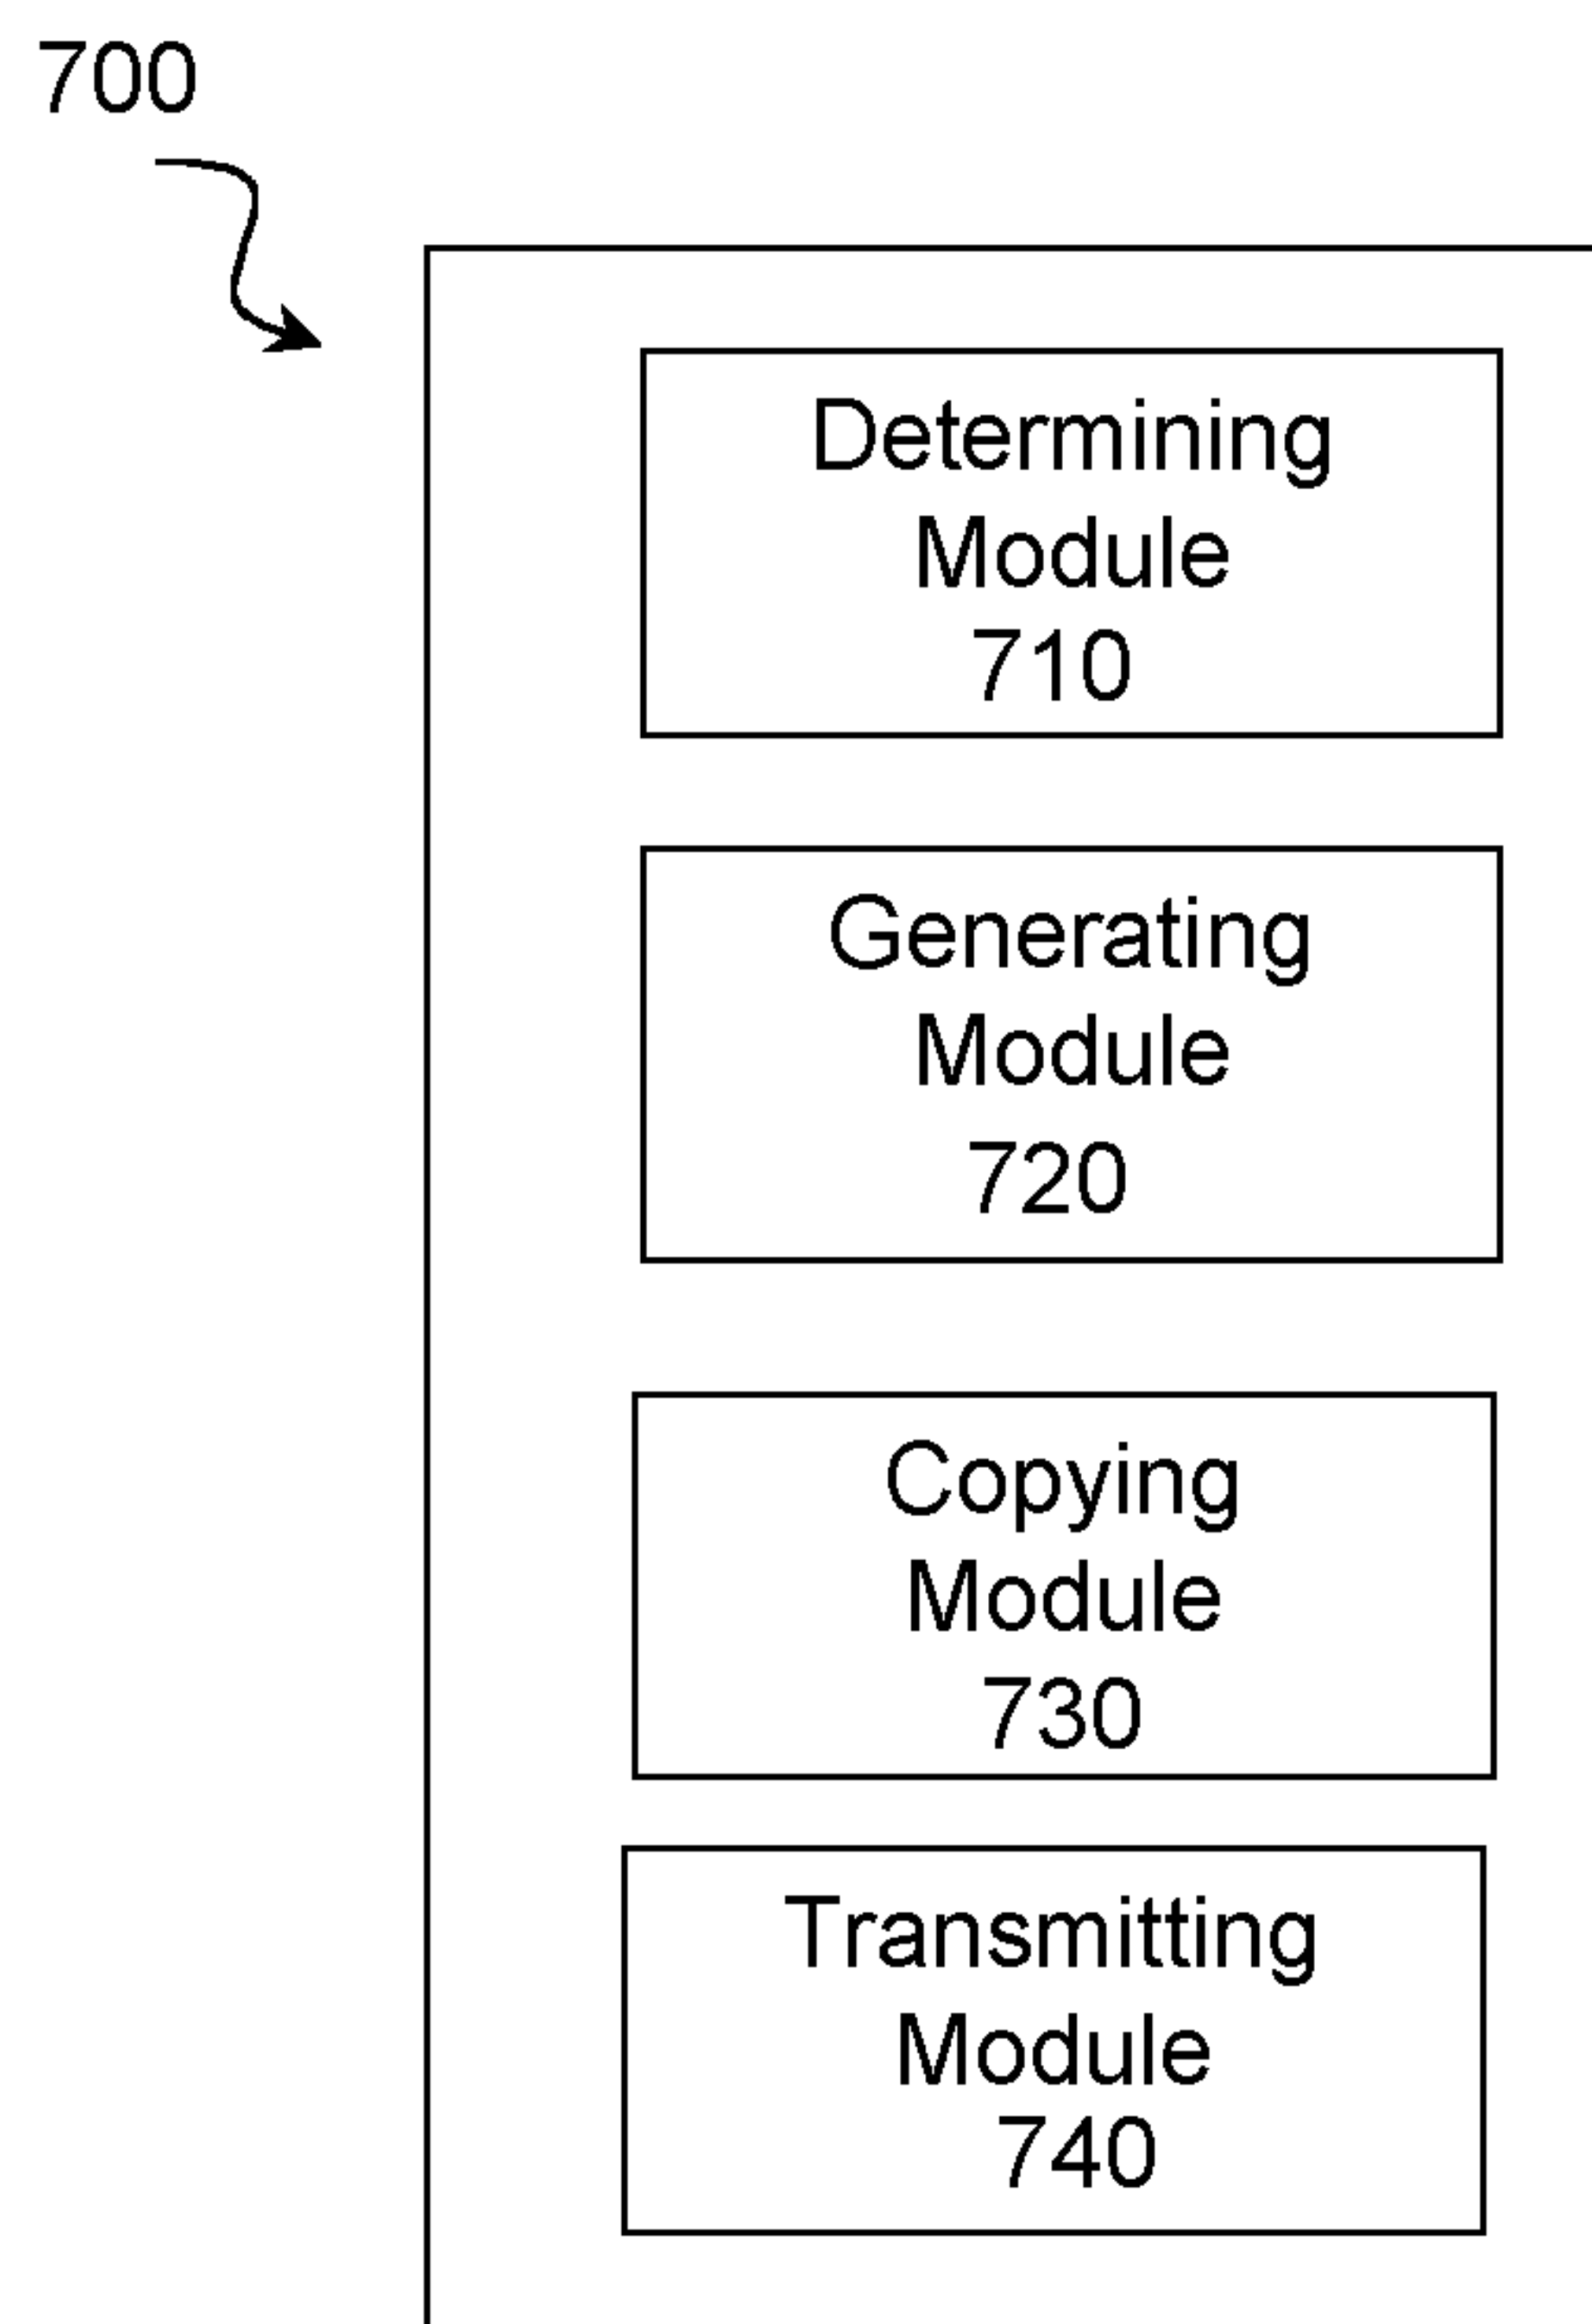 700
Determining
Module
710
Generating
Module
720
Copying
Module
730
Transmitting
Module
740